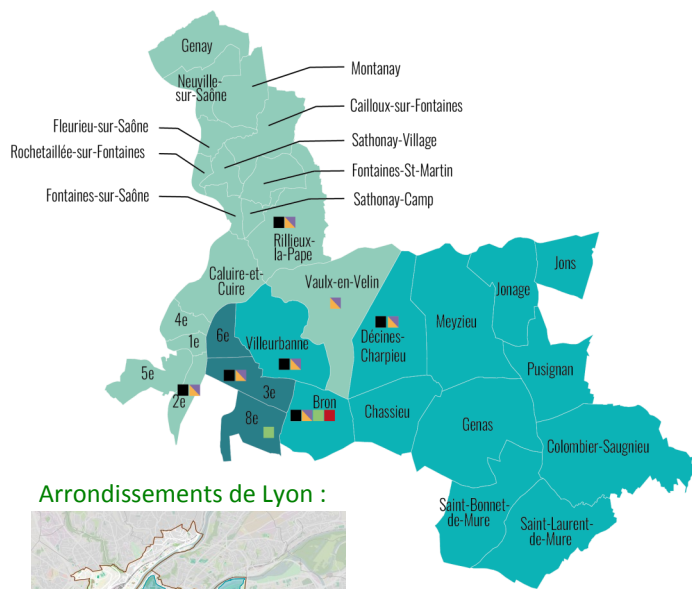 Genay
Montanay
Neuville-
sur-Saône
Cailloux-sur-Fontaines
Fleurieu-sur-Saône
Sathonay-Village
Rochetaillée-sur-Fontaines
Fontaines-St-Martin
Fontaines-sur-Saône
Sathonay-Camp
Rillieux-
la-Pape
Jons
Caluire-et-
Cuire
Vaulx-en-Velin
Jonage
4e
6e
Villeurbanne
Décines-
Charpieu
Meyzieu
1e
5e
Pusignan
2e
3e
Bron
Chassieu
Genas
8e
Colombier-Saugnieu
Saint-Bonnet-
de-Mure
Saint-Laurent-
de-Mure
Arrondissements de Lyon :